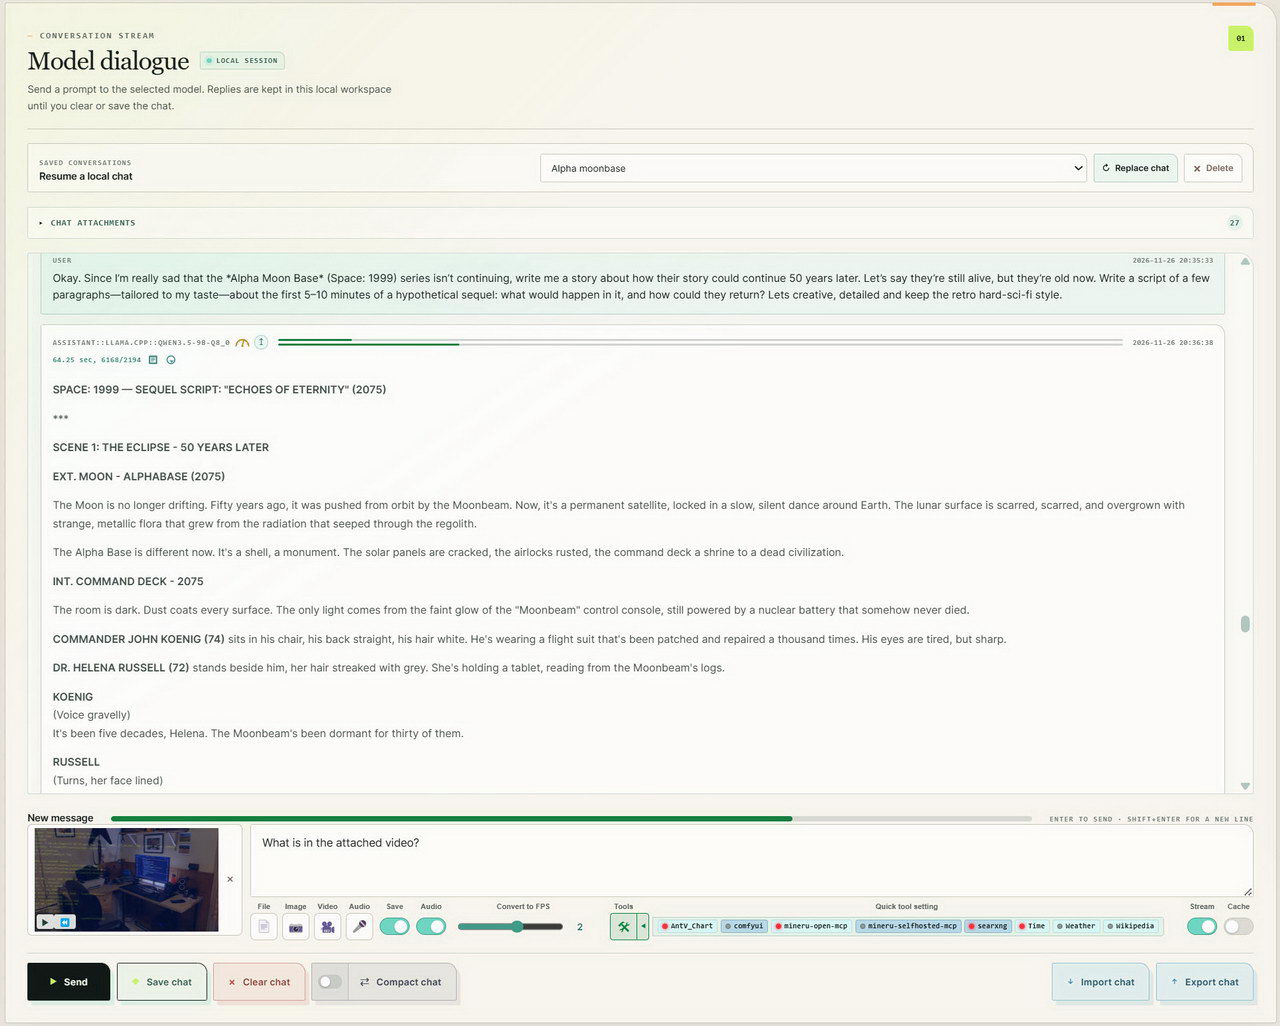 — CONVERSATION STREAM
01
Model dialogue
LOCAL SESSION
Send a prompt to the selected model. Replies are kept in this local workspace
until you clear or save the chat.
SAVED CONVERSATIONS
Resume a local chat
Alpha moonbase
Replace chat
× Delete
CHAT ATTACHMENTS
27
USER
2026-11-26 20:35:33
Okay. Since I'm really sad that the *Alpha Moon Base* (Space: 1999) series isn't continuing, write me a story about how their story could continue 50 years later. Let's say they're still alive, but they're old now. Write a script of a few
paragraphs—tailored to my taste—about the first 5–10 minutes of a hypothetical sequel: what would happen in it, and how could they return? Lets creative, detailed and keep the retro hard-sci-fi style.
ASSISTANT::LLAMA.CPP::QWEN3.5-9B-Q8_0
2026-11-26 20:36:38
64.25 sec, 6168/2194
SPACE: 1999 — SEQUEL SCRIPT: "ECHOES OF ETERNITY" (2075)
***
SCENE 1: THE ECLIPSE - 50 YEARS LATER
EXT. MOON - ALPHABASE (2075)
The Moon is no longer drifting. Fifty years ago, it was pushed from orbit by the Moonbeam. Now, it's a permanent satellite, locked in a slow, silent dance around Earth. The lunar surface is scarred, scarred, and overgrown with
strange, metallic flora that grew from the radiation that seeped through the regolith.
The Alpha Base is different now. It's a shell, a monument. The solar panels are cracked, the airlocks rusted, the command deck a shrine to a dead civilization.
INT. COMMAND DECK - 2075
The room is dark. Dust coats every surface. The only light comes from the faint glow of the "Moonbeam" control console, still powered by a nuclear battery that somehow never died.
COMMANDER JOHN KOENIG (74) sits in his chair, his back straight, his hair white. He's wearing a flight suit that's been patched and repaired a thousand times. His eyes are tired, but sharp.
DR. HELENA RUSSELL (72) stands beside him, her hair streaked with grey. She's holding a tablet, reading from the Moonbeam's logs.
KOENIG
(Voice gravelly)
It's been five decades, Helena. The Moonbeam's been dormant for thirty of them.
RUSSELL
(Turns, her face lined)
New message
ENTER TO SEND · SHIFT+ENTER FOR A NEW LINE
What is in the attached video?
×
File
Image
Video
Audio
Save
Audio
Convert to FPS
2
Tools
Quick tool setting
AntV_Chart
comfyui
mineru-open-mcp
mineru-selfhosted-mcp
searxng
Time
Weather
Wikipedia
Stream
Cache
Send
Save chat
× Clear chat
Compact chat
Import chat
Export chat